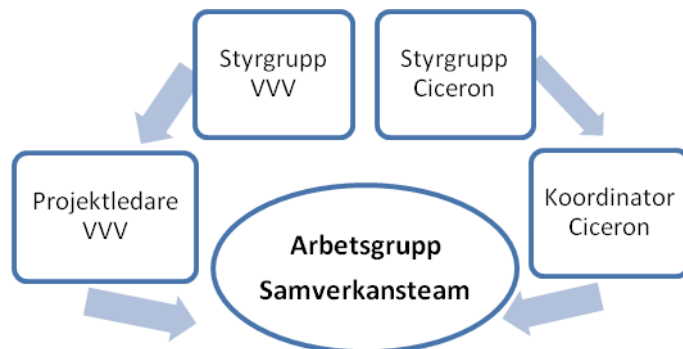 Styrgrupp
VVV
Styrgrupp
Ciceron
Projektledare
VVV
Koordinator
Ciceron
Arbetsgrupp
Samverkansteam